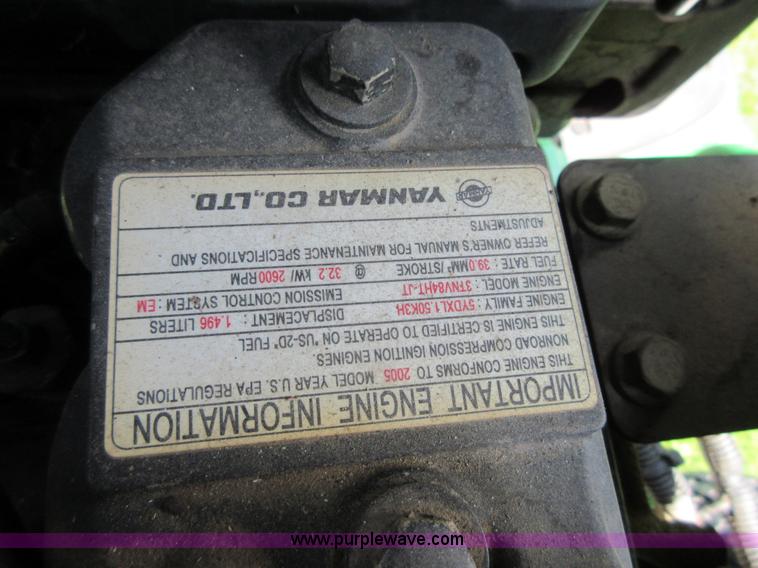 IMPORTANT ENGINE INFORMATION
THIS ENGINE CONFORMS TO 2005 MODEL YEAR U.S. EPA REGULATIONS
NONROAD COMPRESSION IGNITION ENGINES.
THIS ENGINE IS CERTIFIED TO OPERATE ON "US-2D" FUEL
ENGINE FAMILY : 5YDXL1.50K3H DISPLACEMENT : 1.496 LITERS
ENGINE MODEL : 3TNV84HT-JT EMISSION CONTROL SYSTEM : EM
FUEL RATE : 39.0MM³/STROKE @ 32.2 kW/ 2600 RPM
REFER OWNER'S MANUAL FOR MAINTENANCE SPECIFICATIONS AND
ADJUSTMENTS
YANMAR YANMAR CO.,LTD.
www.purplewave.com